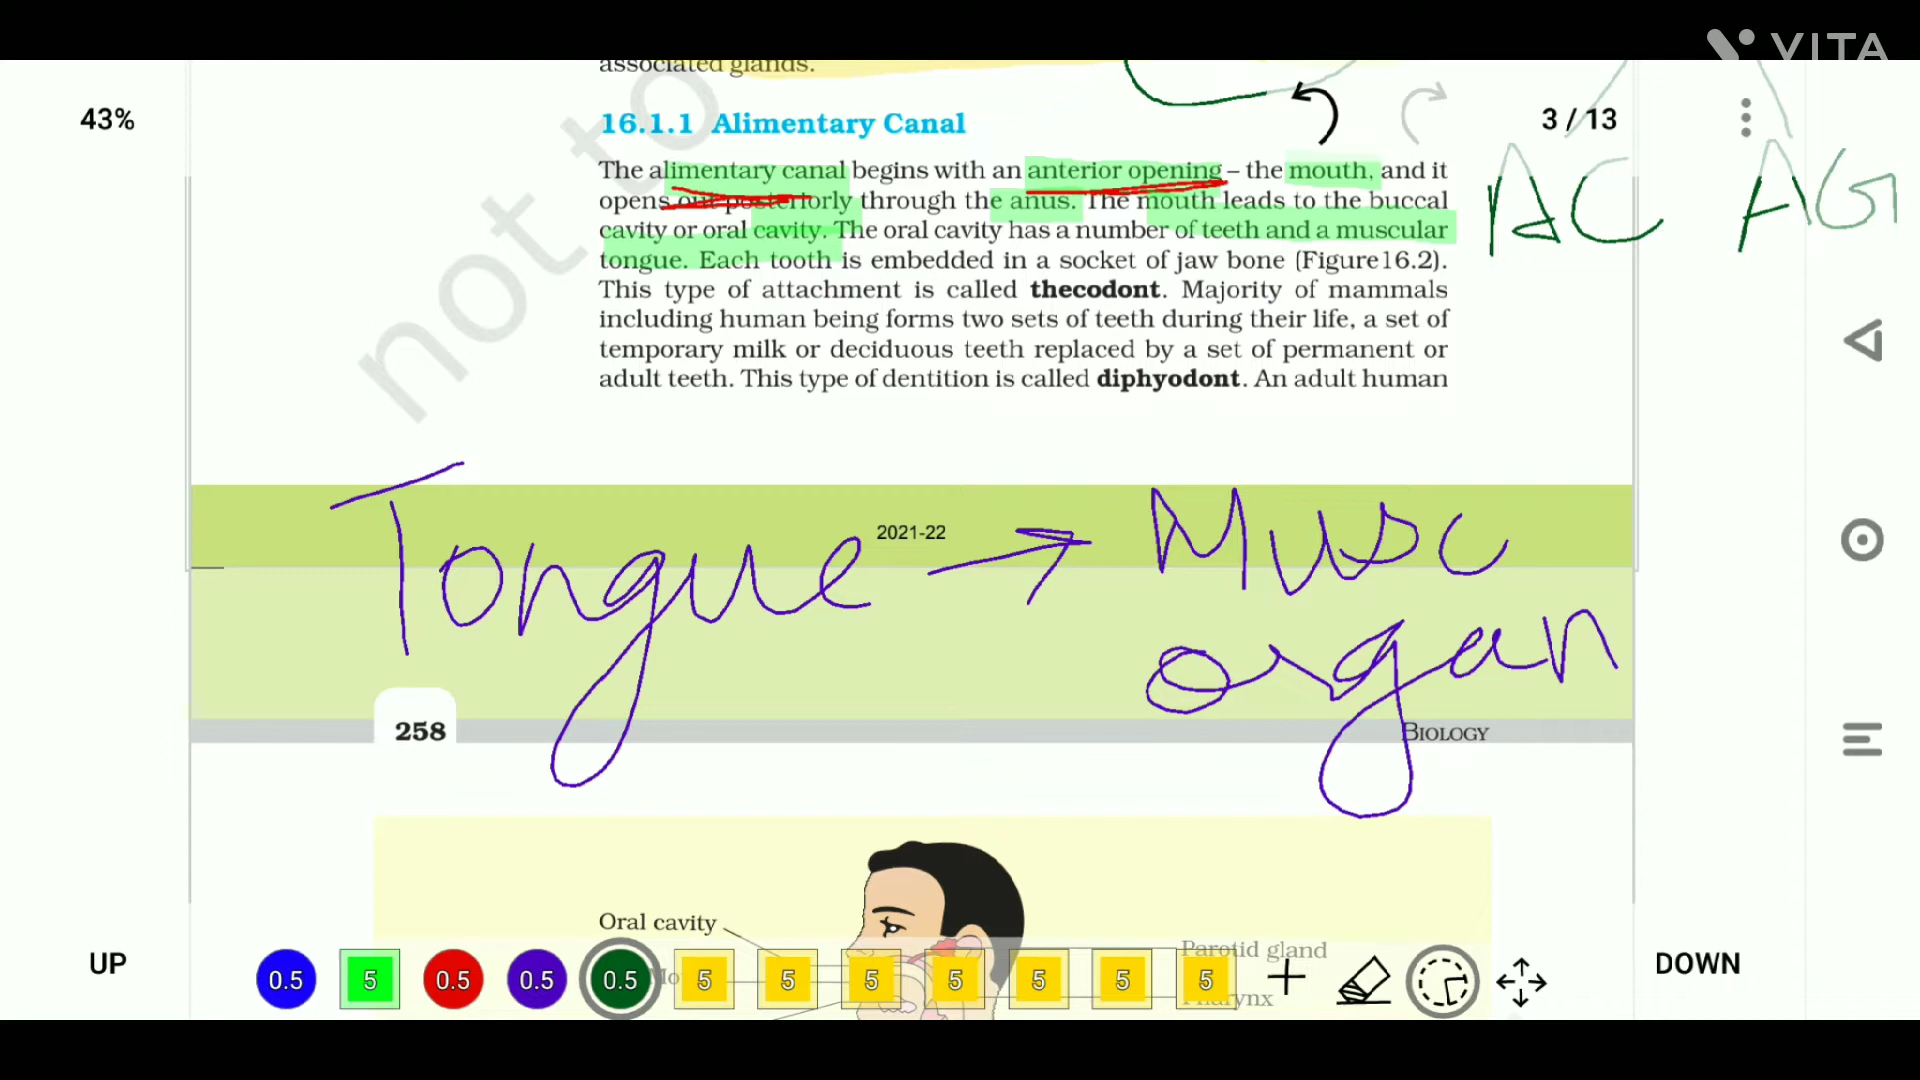 VITA
associated glands.
43%
16.1.1 Alimentary Canal
3 / 13
The alimentary canal begins with an anterior opening – the mouth, and it
opens out posteriorly through the anus. The mouth leads to the buccal
cavity or oral cavity. The oral cavity has a number of teeth and a muscular
tongue. Each tooth is embedded in a socket of jaw bone (Figure 16.2).
This type of attachment is called thecodont. Majority of mammals
including human being forms two sets of teeth during their life, a set of
temporary milk or deciduous teeth replaced by a set of permanent or
adult teeth. This type of dentition is called diphyodont. An adult human
AC AG
not to
Tongue → Musc
organ
2021-22
258
BIOLOGY
Oral cavity
Parotid gland
UP
0.5 5 0.5 0.5 0.5 5 5 5 5 5 5 5
DOWN